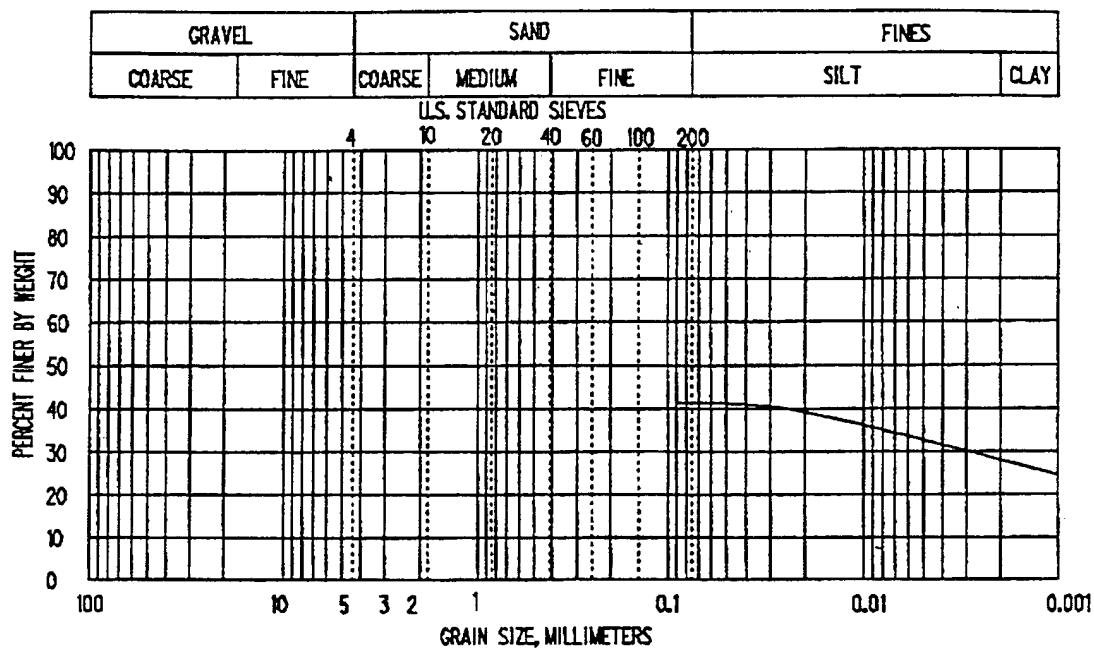 GRAVEL SAND FINES
COARSE FINE COARSE MEDIUM FINE SILT CLAY
U.S. STANDARD SIEVES
4 10 20 40 60 100 200
100
90
80
70
60
50
40
30
20
10
0
PERCENT FINER BY WEIGHT
100 10 5 3 2 1 0.1 0.01 0.001
GRAIN SIZE, MILLIMETERS